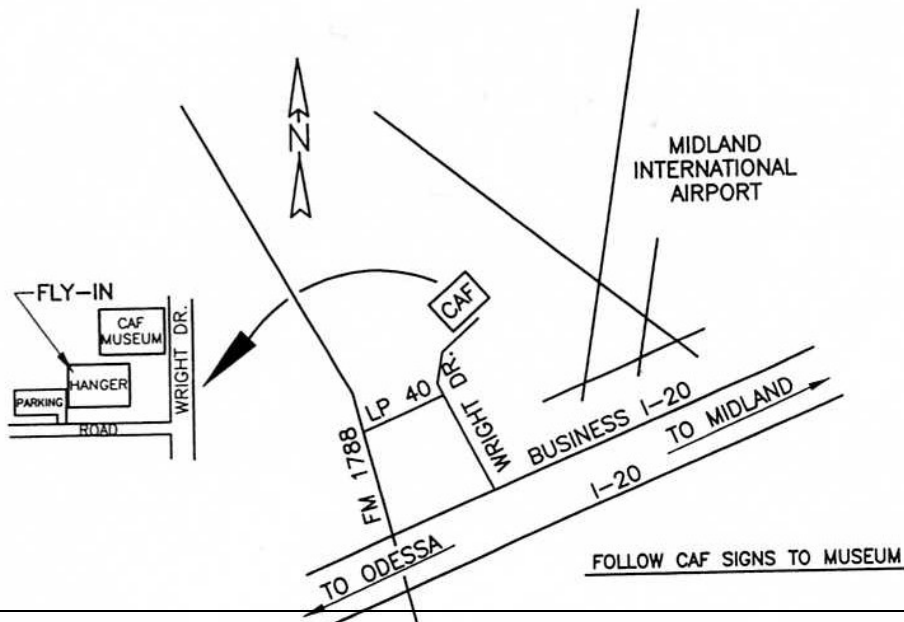 N
MIDLAND
INTERNATIONAL
AIRPORT
FLY-IN
CAF
MUSEUM
WRIGHT DR.
HANGER
PARKING
ROAD
CAF
LP 40
WRIGHT DR.
FM 1788
BUSINESS I-20
TO MIDLAND
I-20
TO ODESSA
FOLLOW CAF SIGNS TO MUSEUM